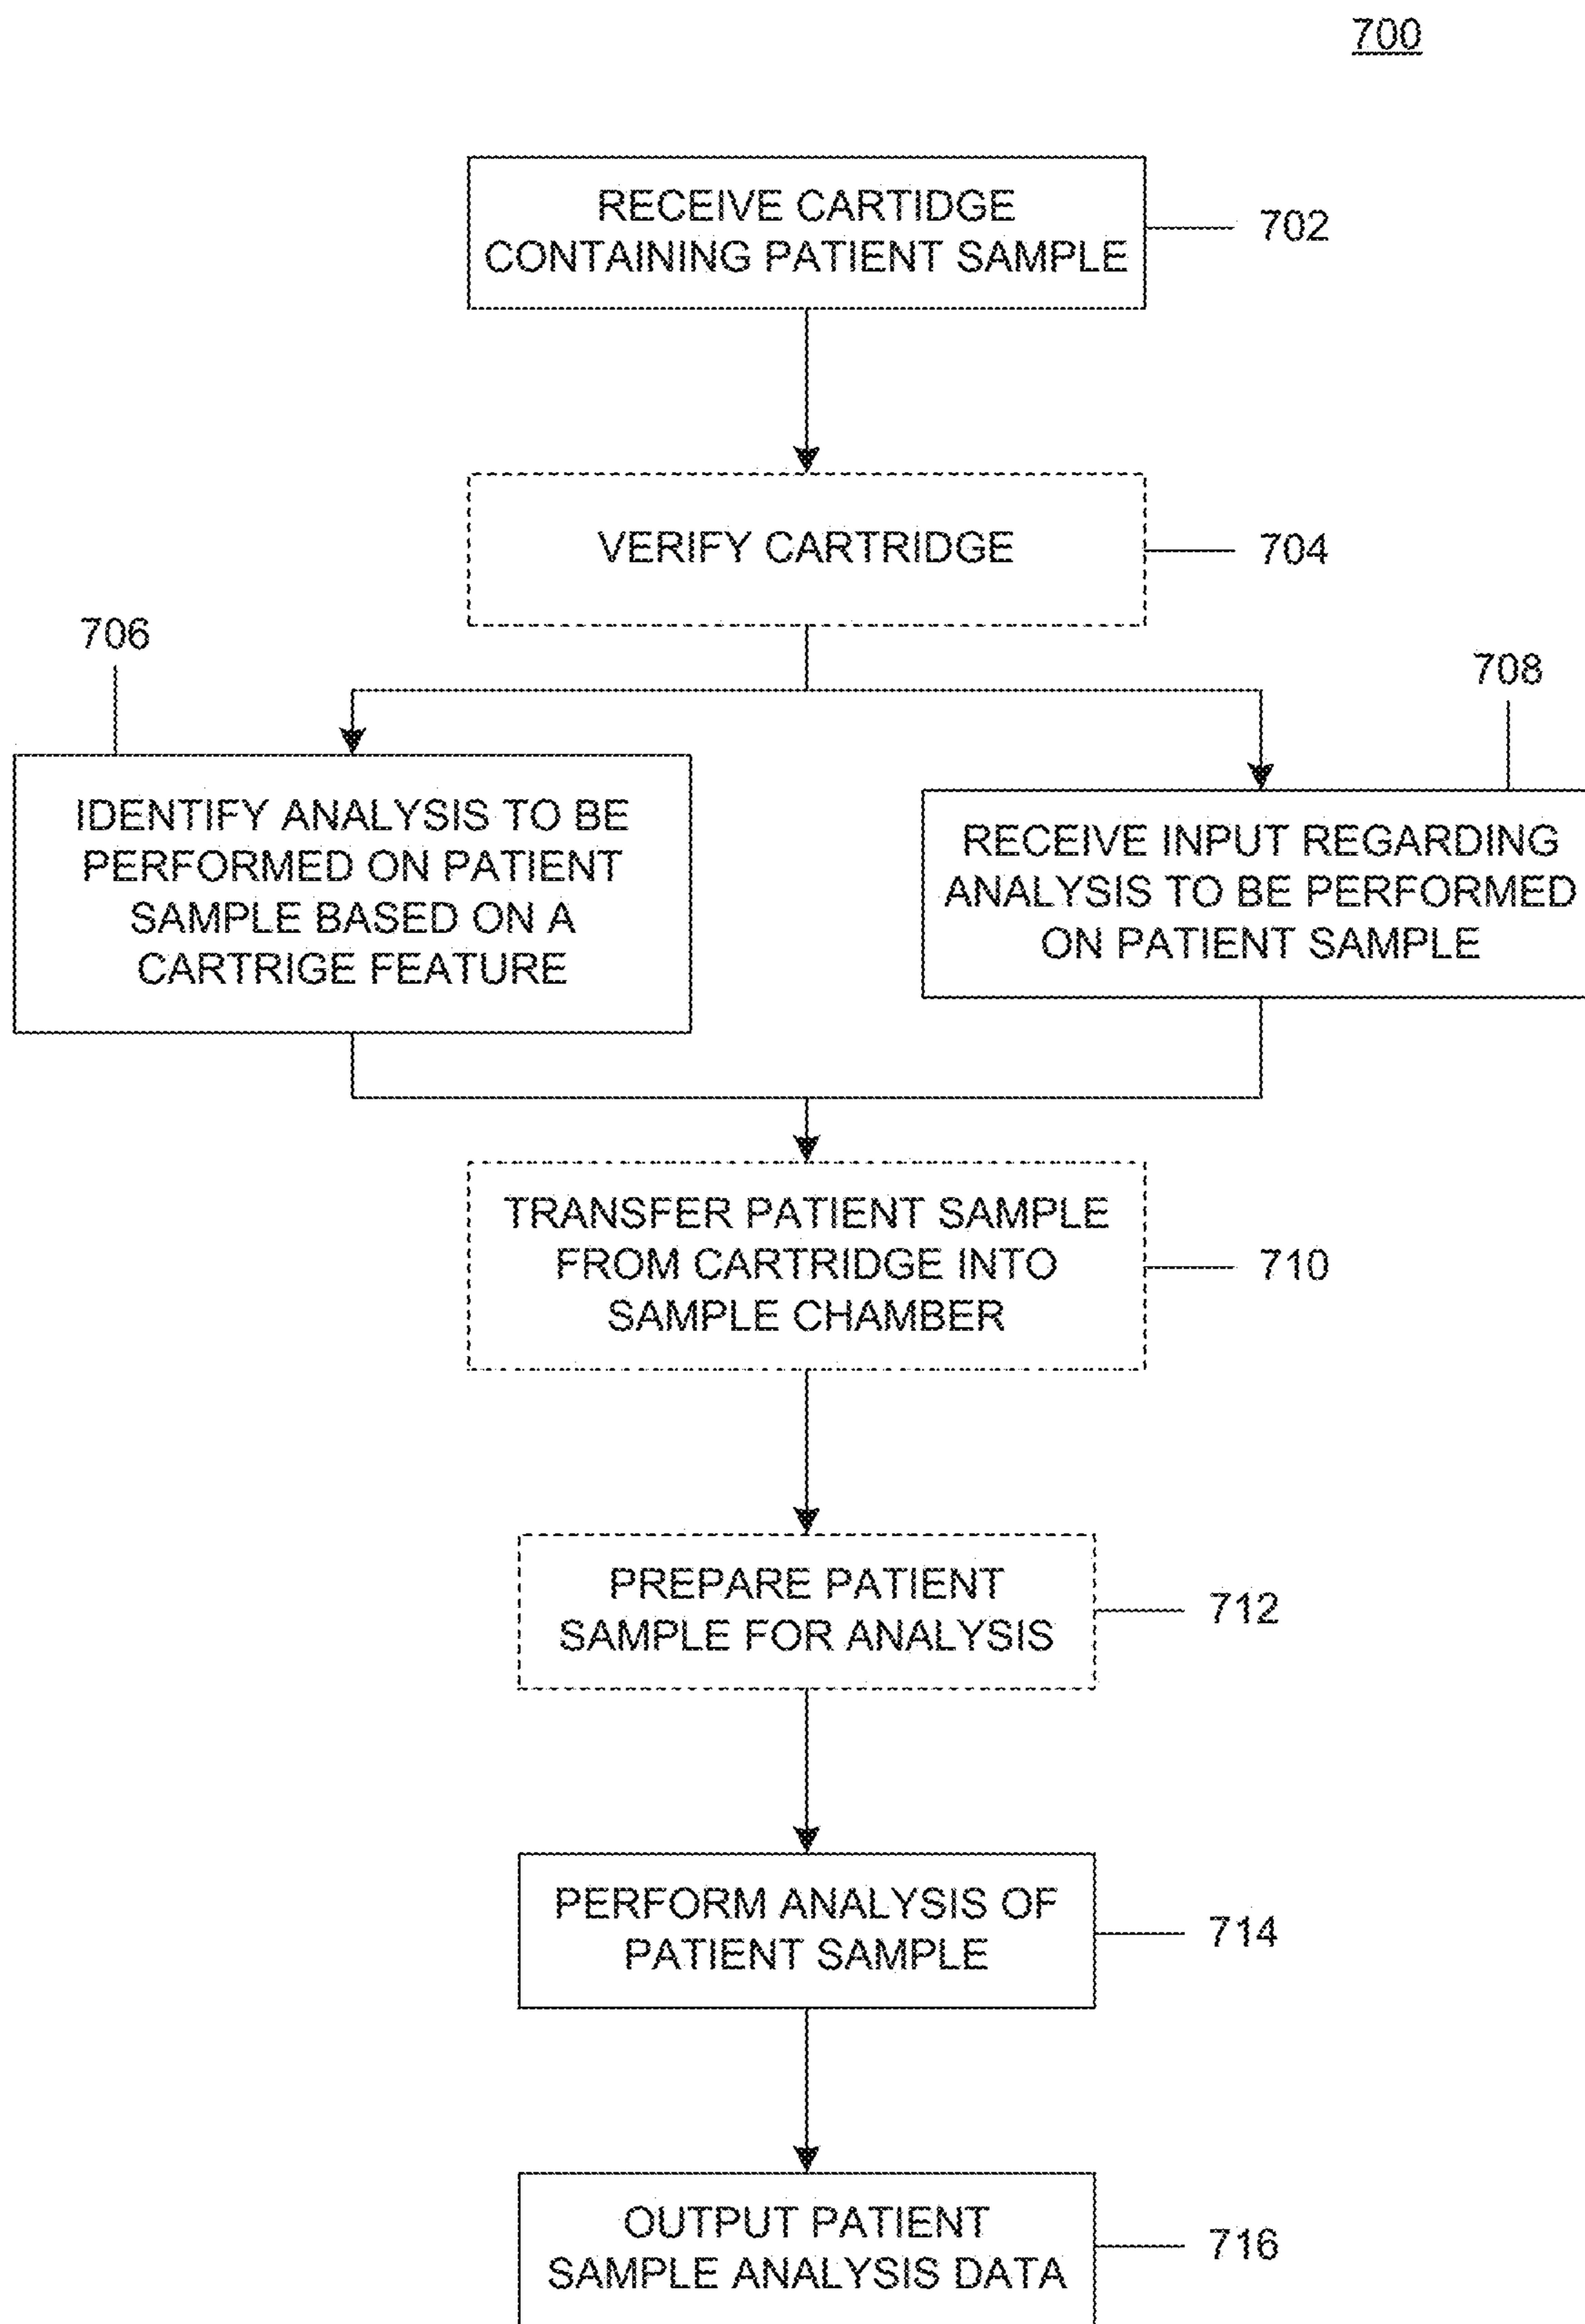 700
RECEIVE CARTIDGE
CONTAINING PATIENT SAMPLE
702
VERIFY CARTRIDGE
704
706
708
IDENTIFY ANALYSIS TO BE
PERFORMED ON PATIENT
SAMPLE BASED ON A
CARTRIGE FEATURE
RECEIVE INPUT REGARDING
ANALYSIS TO BE PERFORMED
ON PATIENT SAMPLE
TRANSFER PATIENT SAMPLE
FROM CARTRIDGE INTO
SAMPLE CHAMBER
710
PREPARE PATIENT
SAMPLE FOR ANALYSIS
712
PERFORM ANALYSIS OF
PATIENT SAMPLE
714
OUTPUT PATIENT
SAMPLE ANALYSIS DATA
716